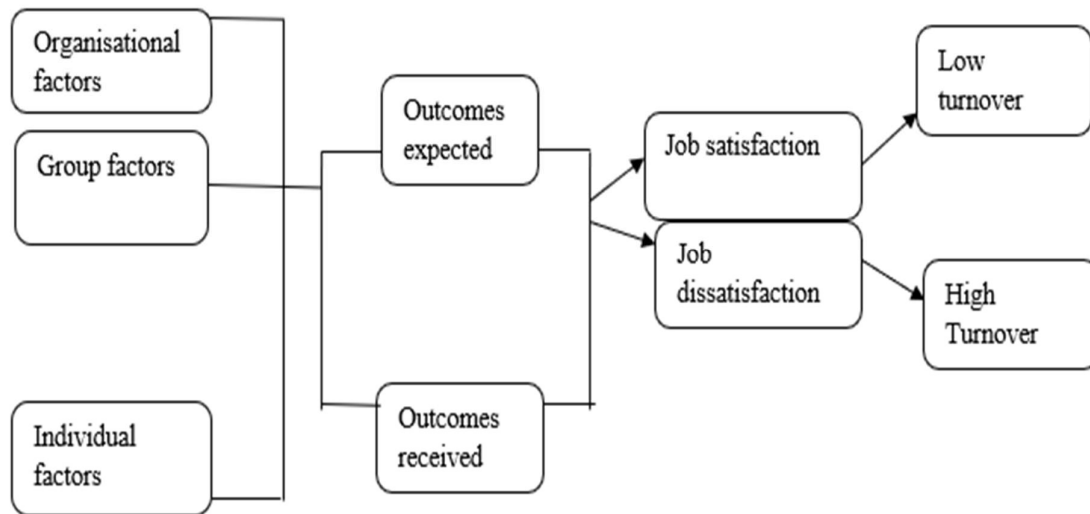 Organisational
factors
Group factors
Individual
factors
Outcomes
expected
Outcomes
received
Job satisfaction
Job
dissatisfaction
Low
turnover
High
Turnover